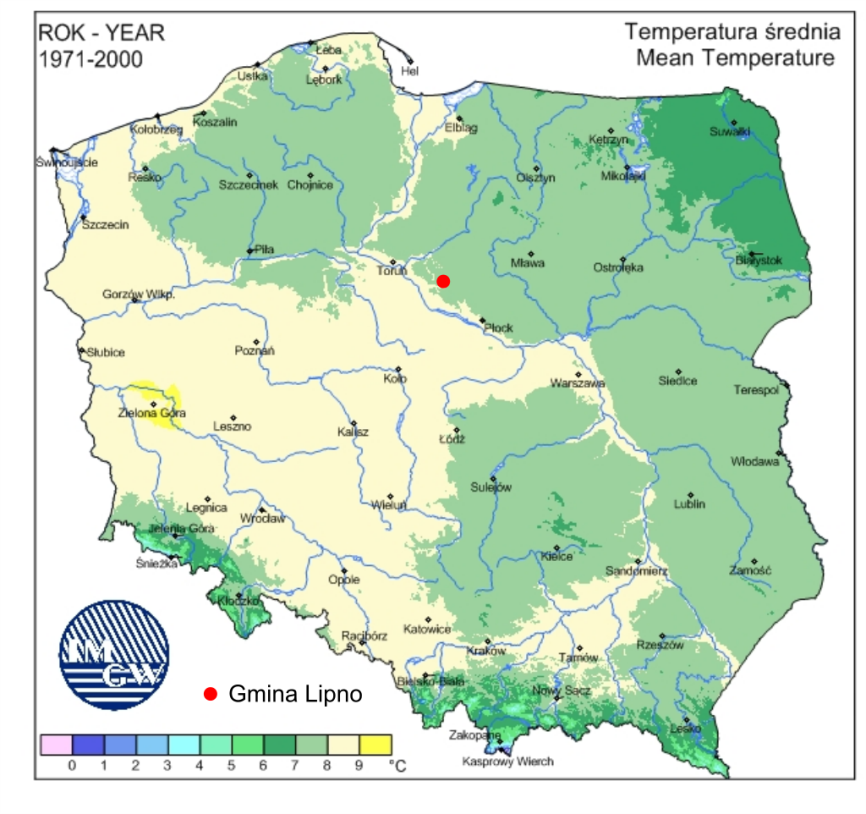 ROK - YEAR
1971-2000
Temperatura średnia
Mean Temperature
Łeba
Ustka
Lębork
Hel
Kołobrzeg
Koszalin
Elbląg
Kętrzyn
Suwałki
Świnoujście
Resko
Szczecinek
Chojnice
Olsztyn
Mikołajki
Szczecin
Piła
Toruń
Mława
Ostrołęka
Białystok
Gorzów Wlkp.
Płock
Słubice
Poznań
Koło
Warszawa
Siedlce
Terespol
Zielona Góra
Leszno
Kalisz
Łódź
Włodawa
Sulejów
Legnica
Wrocław
Wieluń
Lublin
Jelenia Góra
Śnieżka
Kielce
Opole
Sandomierz
Zamość
Kłodzko
Katowice
Racibórz
Kraków
Tarnów
Rzeszów
Bielsko-Biała
Nowy Sącz
Lesko
Zakopane
Kasprowy Wierch
IM
GW
Gmina Lipno
0 1 2 3 4 5 6 7 8 9 °C